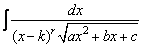 ∫ dx / ((x − k)^r √(ax² + bx + c))